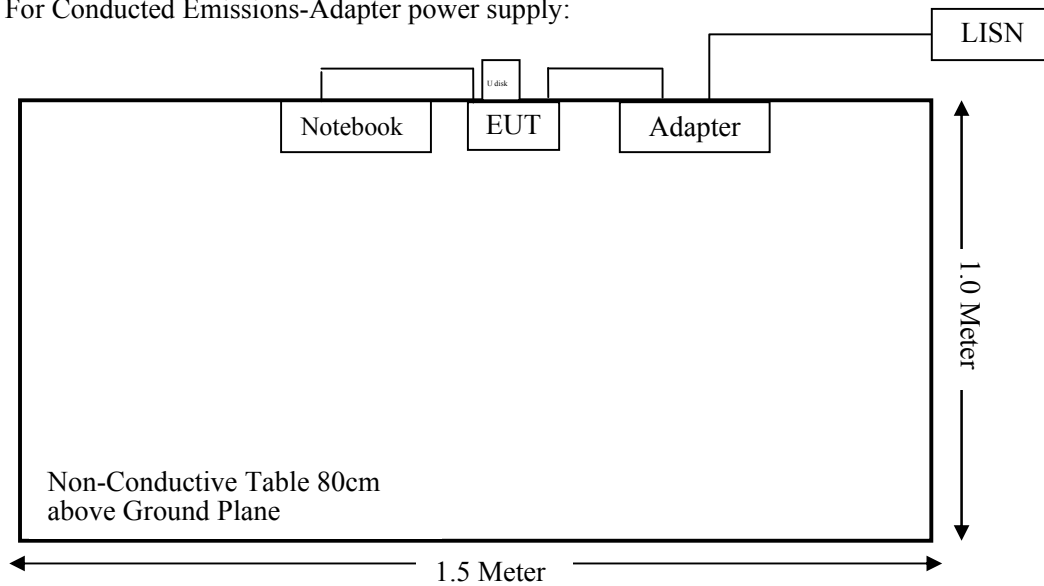 For Conducted Emissions-Adapter power supply:
LISN
U disk
Notebook
EUT
Adapter
1.0 Meter
Non-Conductive Table 80cm
above Ground Plane
1.5 Meter